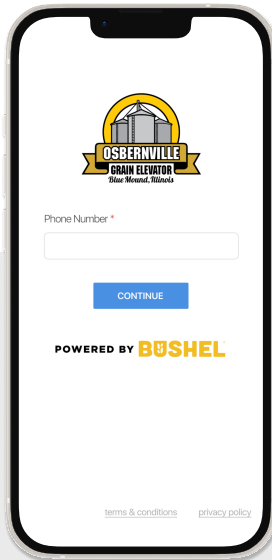 OSBERNVILLE
GRAIN ELEVATOR
Blue Mound, Illinois
Phone Number *
CONTINUE
POWERED BY BUSHEL
terms & conditions privacy policy